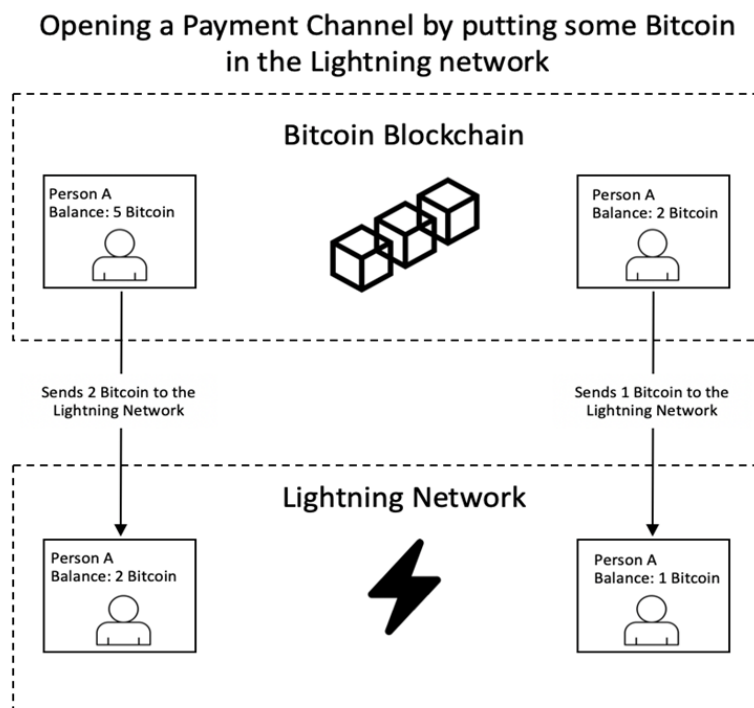 Opening a Payment Channel by putting some Bitcoin
in the Lightning network
Bitcoin Blockchain
Person A
Balance: 5 Bitcoin
Person A
Balance: 2 Bitcoin
Sends 2 Bitcoin to the
Lightning Network
Sends 1 Bitcoin to the
Lightning Network
Lightning Network
Person A
Balance: 2 Bitcoin
Person A
Balance: 1 Bitcoin